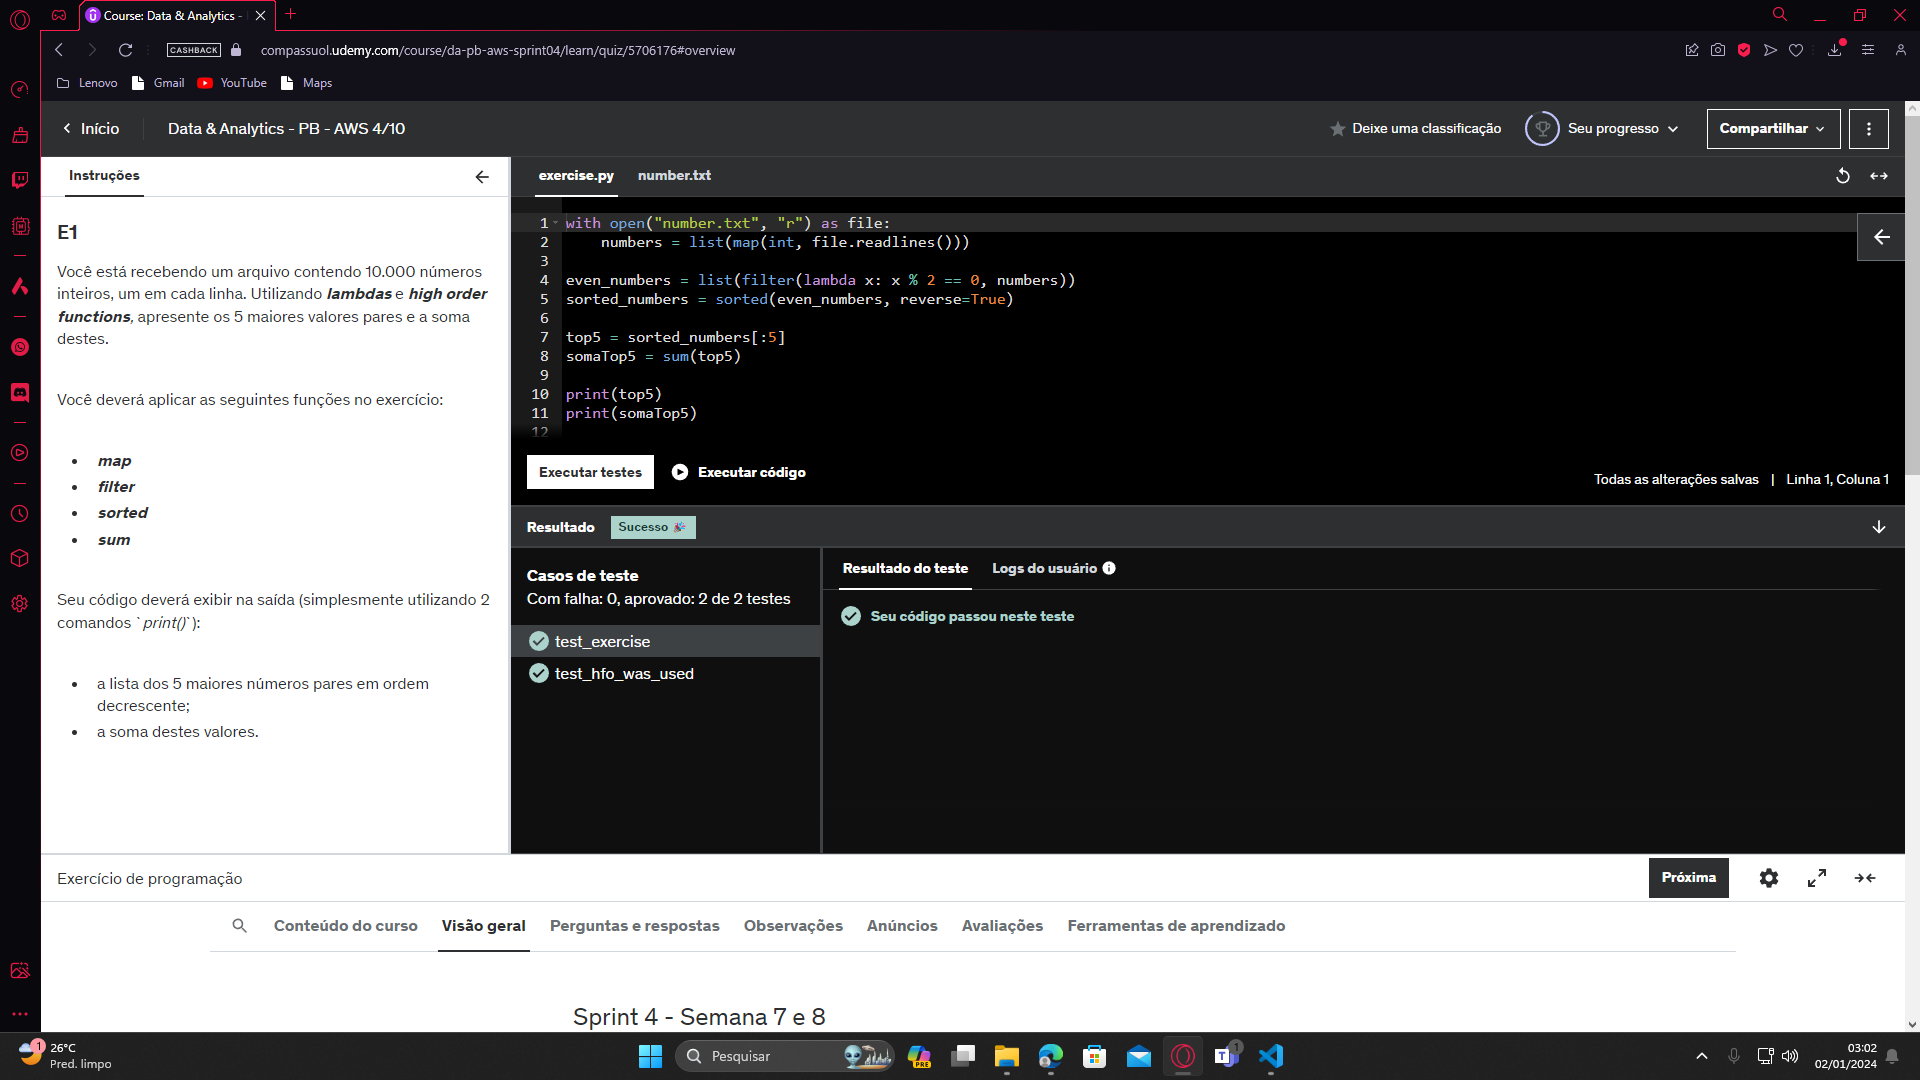 Course: Data & Analytics -
CASHBACK
compassuol.udemy.com/course/da-pb-aws-sprint04/learn/quiz/5706176#overview
Lenovo
Gmail
YouTube
Maps
Início
Data & Analytics - PB - AWS 4/10
Deixe uma classificação
Seu progresso
Compartilhar
Instruções
E1
Você está recebendo um arquivo contendo 10.000 números
inteiros, um em cada linha. Utilizando lambdas e high order
functions, apresente os 5 maiores valores pares e a soma
destes.
Você deverá aplicar as seguintes funções no exercício:
• map
• filter
• sorted
• sum
Seu código deverá exibir na saída (simplesmente utilizando 2
comandos `print()`):
• a lista dos 5 maiores números pares em ordem
decrescente;
• a soma destes valores.
exercise.py
number.txt
1 with open("number.txt", "r") as file:
2     numbers = list(map(int, file.readlines()))
3
4 even_numbers = list(filter(lambda x: x % 2 == 0, numbers))
5 sorted_numbers = sorted(even_numbers, reverse=True)
6
7 top5 = sorted_numbers[:5]
8 somaTop5 = sum(top5)
9
10 print(top5)
11 print(somaTop5)
12
Executar testes
Executar código
Todas as alterações salvas | Linha 1, Coluna 1
Resultado
Sucesso
Casos de teste
Com falha: 0, aprovado: 2 de 2 testes
test_exercise
test_hfo_was_used
Resultado do teste
Logs do usuário
Seu código passou neste teste
Exercício de programação
Próxima
Conteúdo do curso
Visão geral
Perguntas e respostas
Observações
Anúncios
Avaliações
Ferramentas de aprendizado
Sprint 4 - Semana 7 e 8
1
26°C
Pred. limpo
Pesquisar
PRE
1
03:02
02/01/2024